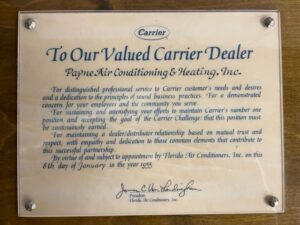 Carrier
To Our Valued Carrier Dealer
Payne Air Conditioning & Heating, Inc.
For distinguished professional service to Carrier customer's needs and desires
and a dedication to the principles of sound business practices. For a demonstrated
concern for your employees and the community you serve.
For sustaining and intensifying your efforts to maintain Carrier's number one
position and accepting the goal of the Carrier Challenge: that this position must
be continuously earned.
For maintaining a dealer/distributor relationship based on mutual trust and
respect, with empathy and dedication to those common elements that contribute to
this successful partnership.
By virtue of and subject to appointment by Florida Air Conditioners, Inc. on this
8th day of January in the year
President
Florida Air Conditioners, Inc.